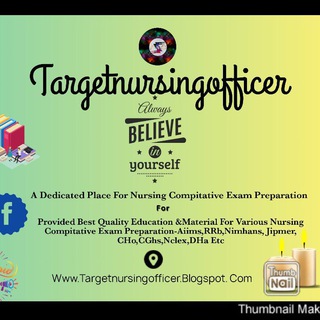 Targetnursingofficer
Always
BELIEVE
in
yourself
A Dedicated Place For Nursing Compitative Exam Preparation
For
Provided Best Quality Education &Material For Various Nursing
Compitative Exam Preparation-Aiims,RRb,Nimhans, Jipmer,
CHo,CGhs,Nclex,DHa Etc
Www.Targetnursingofficer.Blogspot. Com
Thumb
Nail
Thumbnail Mak